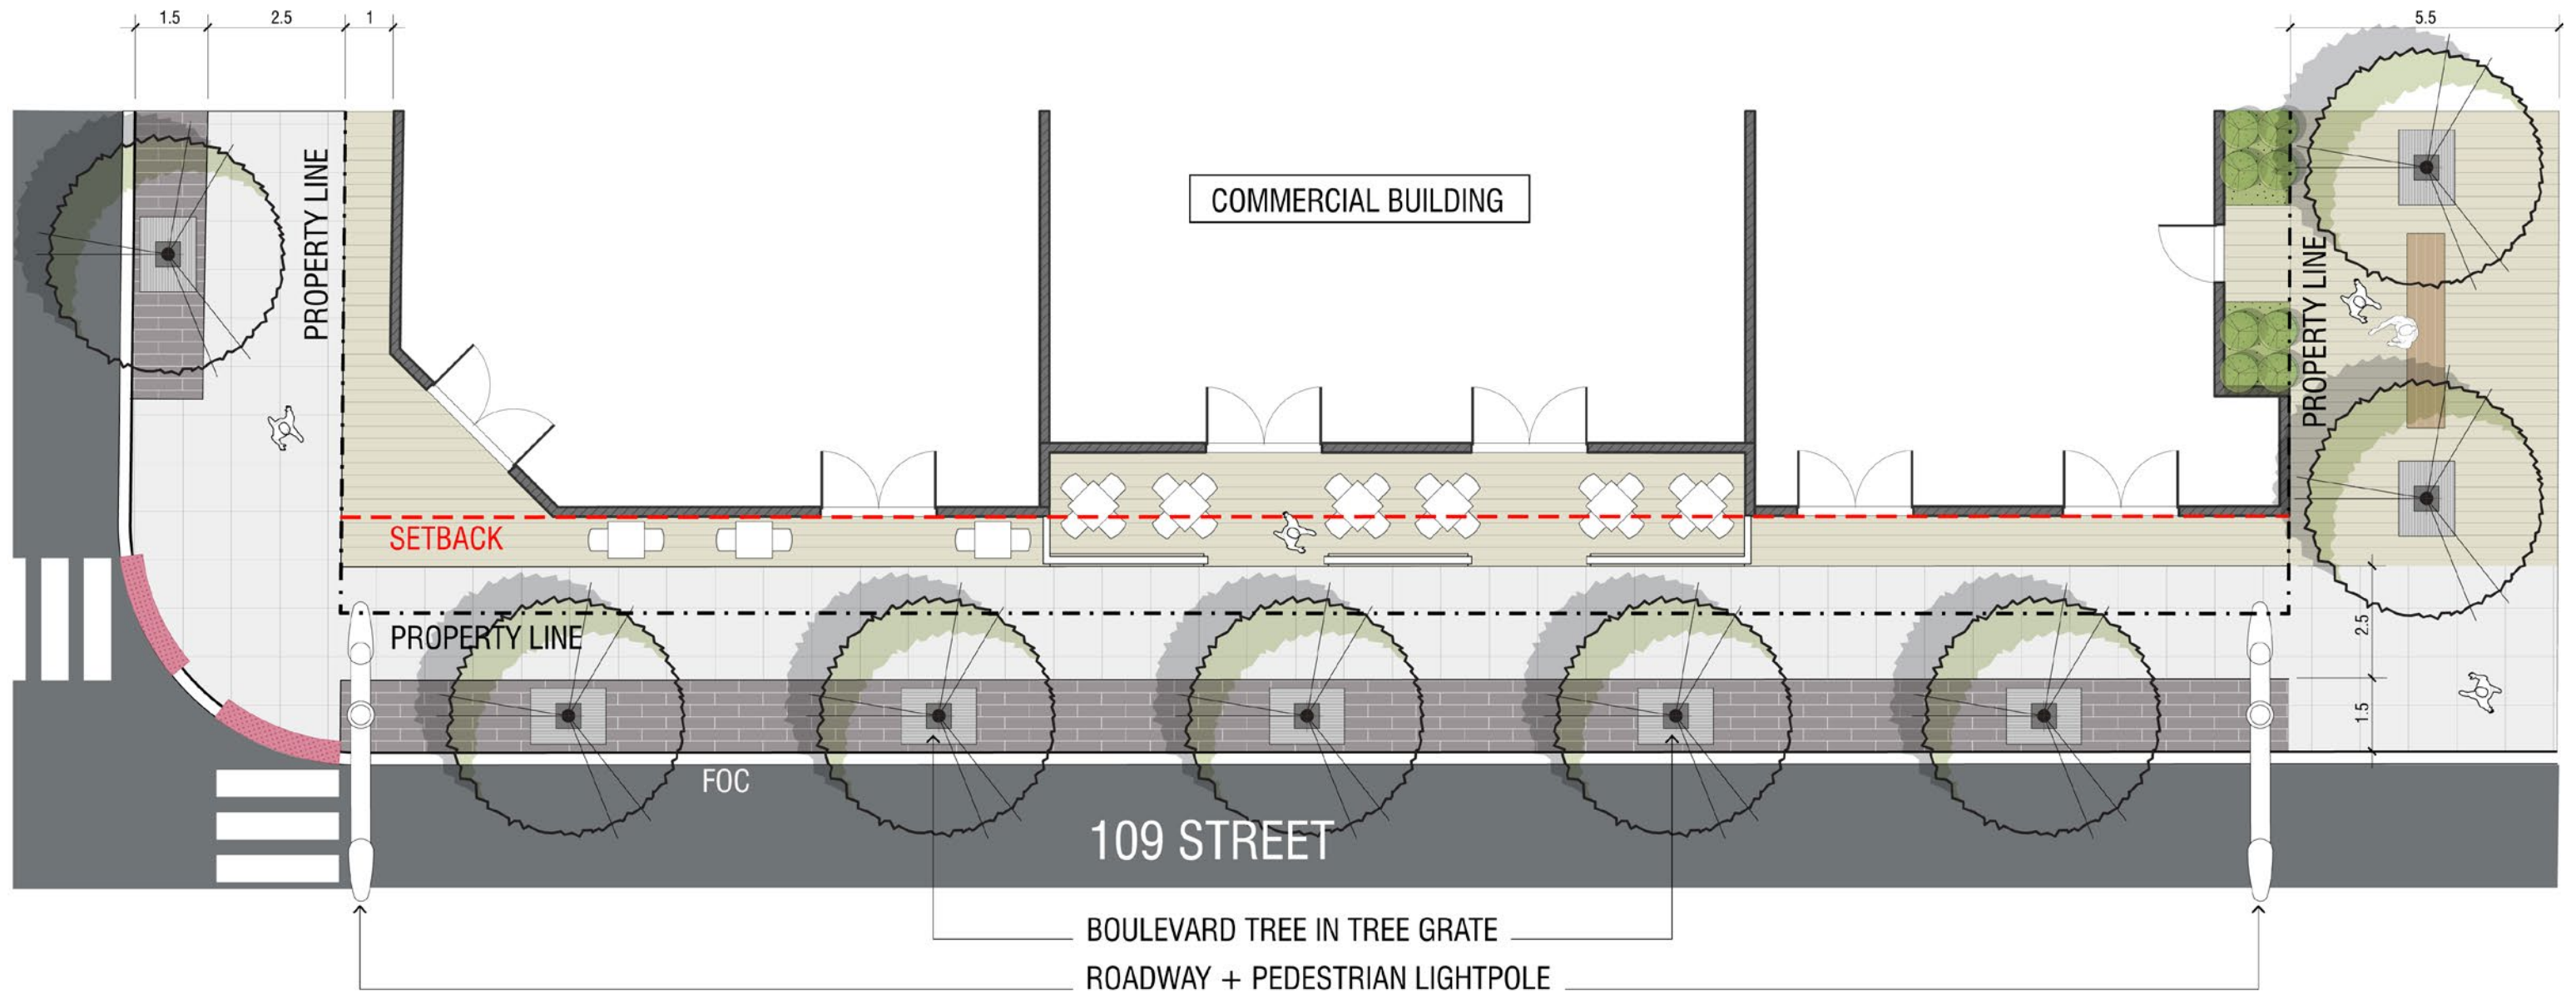 1.5
2.5
1
5.5
PROPERTY LINE
COMMERCIAL BUILDING
PROPERTY LINE
SETBACK
PROPERTY LINE
2.5
1.5
FOC
109 STREET
BOULEVARD TREE IN TREE GRATE
ROADWAY + PEDESTRIAN LIGHTPOLE